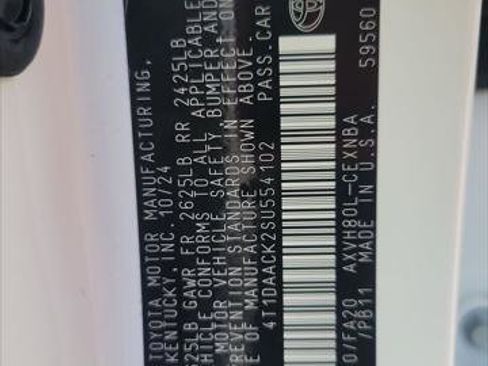 TOYOTA MOTOR MANUFACTURING,
KENTUCKY, INC. 10/24
625LB GAWR FR 2625LB RR 2425LB
VEHICLE CONFORMS TO ALL APPLICABLE
MOTOR VEHICLE SAFETY, BUMPER, AND
PREVENTION STANDARDS IN EFFECT ON
OF MANUFACTURE SHOWN ABOVE.
4T1DAACK2SU554102 PASS.CAR
0/FA20 AXVH80L-CEXNBA
/PB11 MADE IN U.S.A. 59560